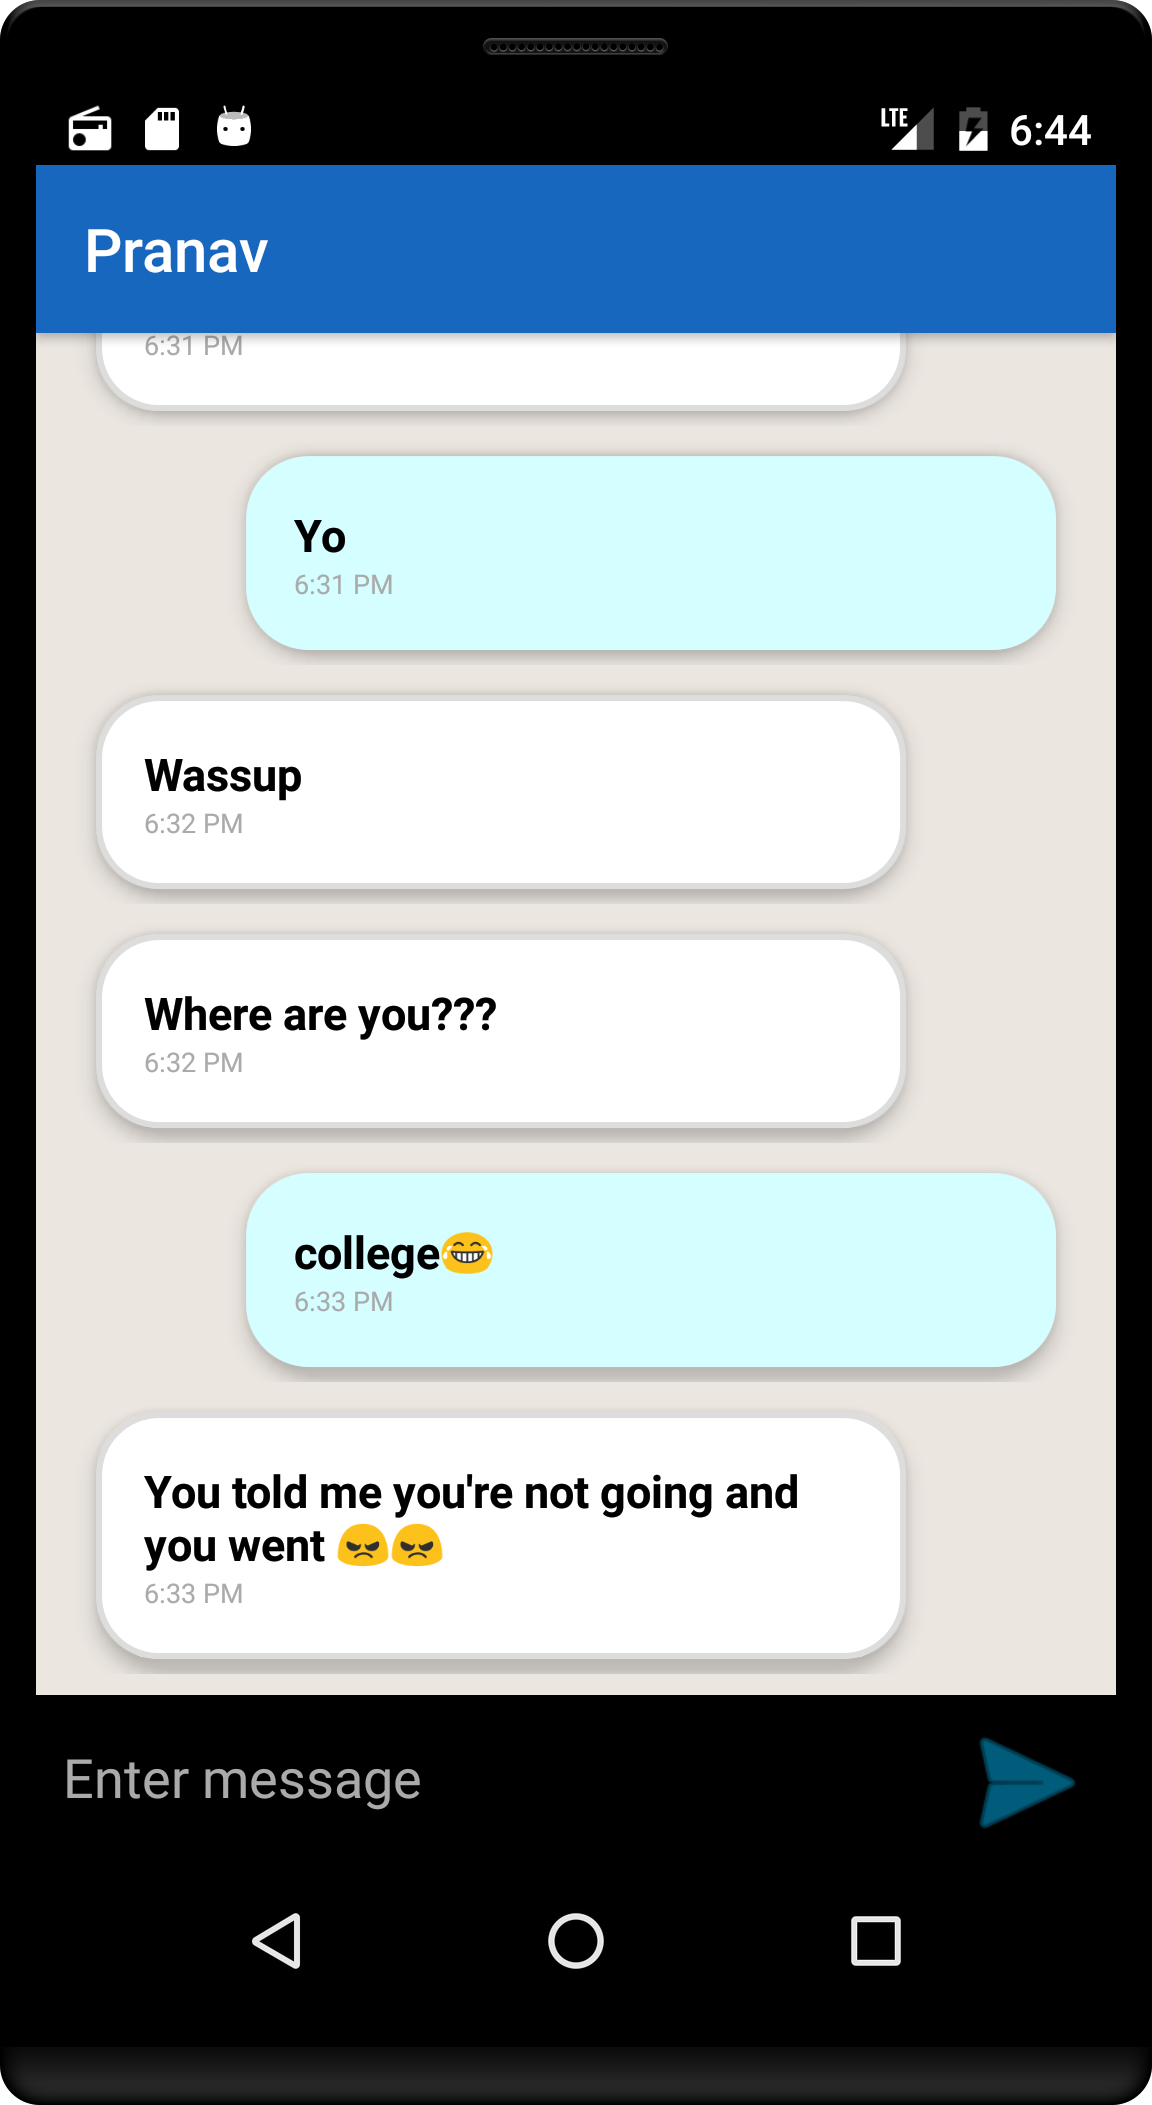 LTE 6:44
Pranav
6:31 PM
Yo
6:31 PM
Wassup
6:32 PM
Where are you???
6:32 PM
college😂
6:33 PM
You told me you're not going and
you went 😠😠
6:33 PM
Enter message